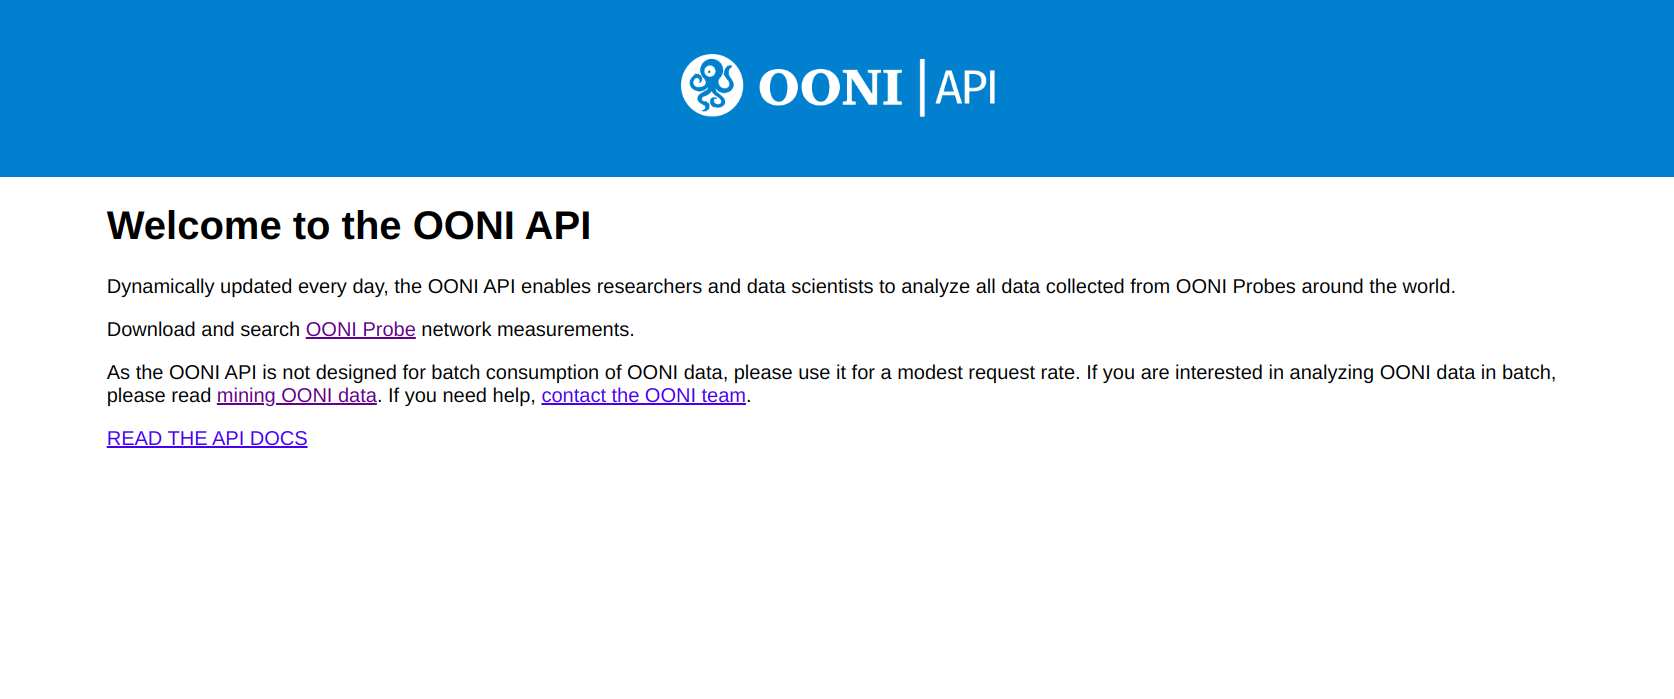 OONI | API
Welcome to the OONI API
Dynamically updated every day, the OONI API enables researchers and data scientists to analyze all data collected from OONI Probes around the world.
Download and search OONI Probe network measurements.
As the OONI API is not designed for batch consumption of OONI data, please use it for a modest request rate. If you are interested in analyzing OONI data in batch,
please read mining OONI data. If you need help, contact the OONI team.
READ THE API DOCS